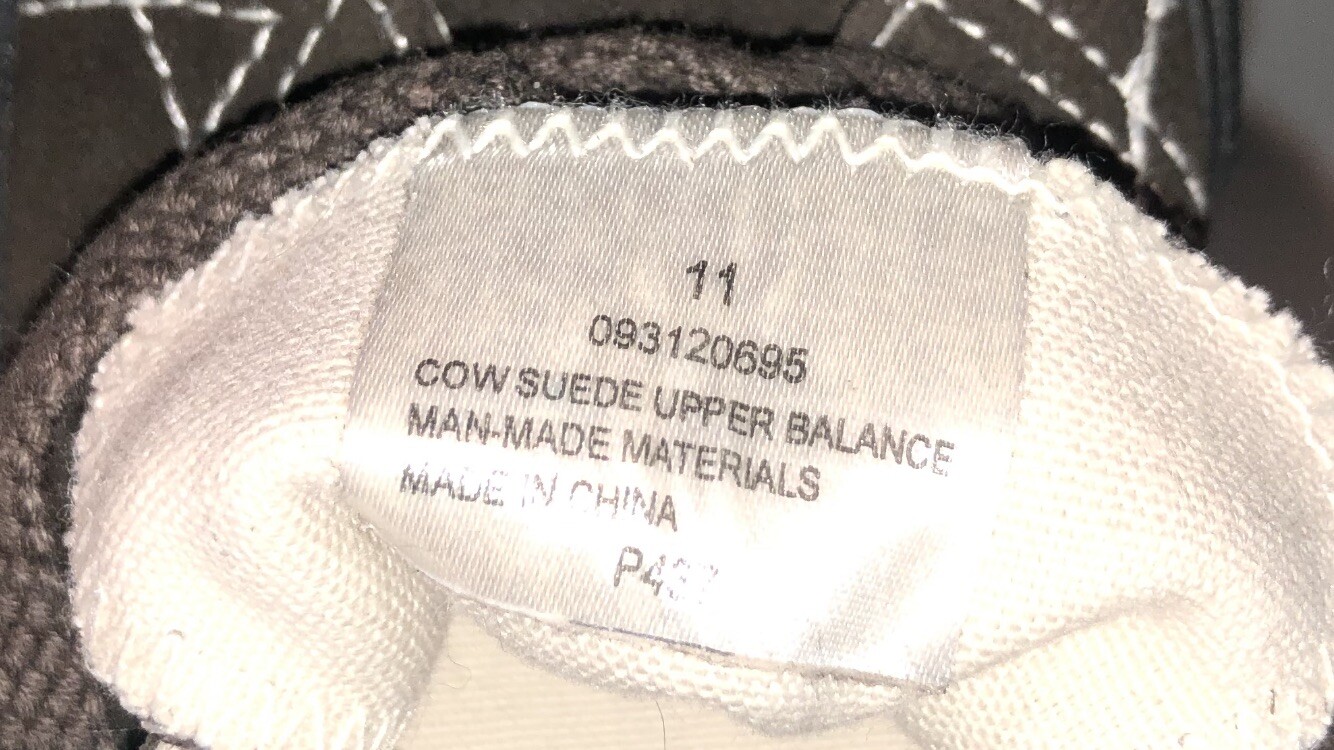 11
093120695
COW SUEDE UPPER BALANCE
MAN-MADE MATERIALS
MADE IN CHINA